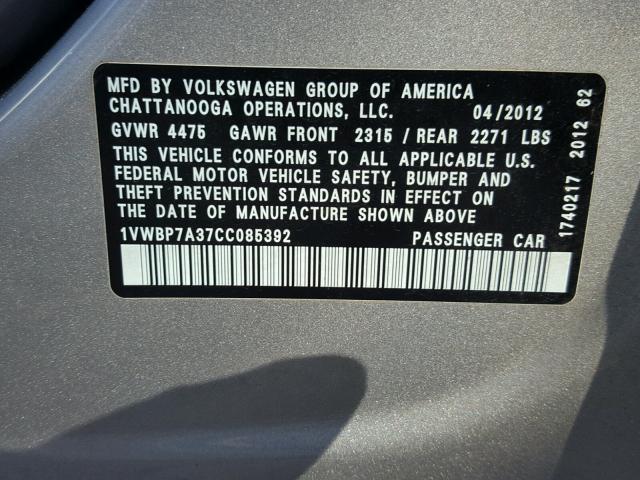 MFD BY VOLKSWAGEN GROUP OF AMERICA
CHATTANOOGA OPERATIONS, LLC. 04/2012
GVWR 4475 GAWR FRONT 2315 / REAR 2271 LBS
THIS VEHICLE CONFORMS TO ALL APPLICABLE U.S.
FEDERAL MOTOR VEHICLE SAFETY, BUMPER AND
THEFT PREVENTION STANDARDS IN EFFECT ON
THE DATE OF MANUFACTURE SHOWN ABOVE
1VWBP7A37CC085392 PASSENGER CAR
1740217 2012 62